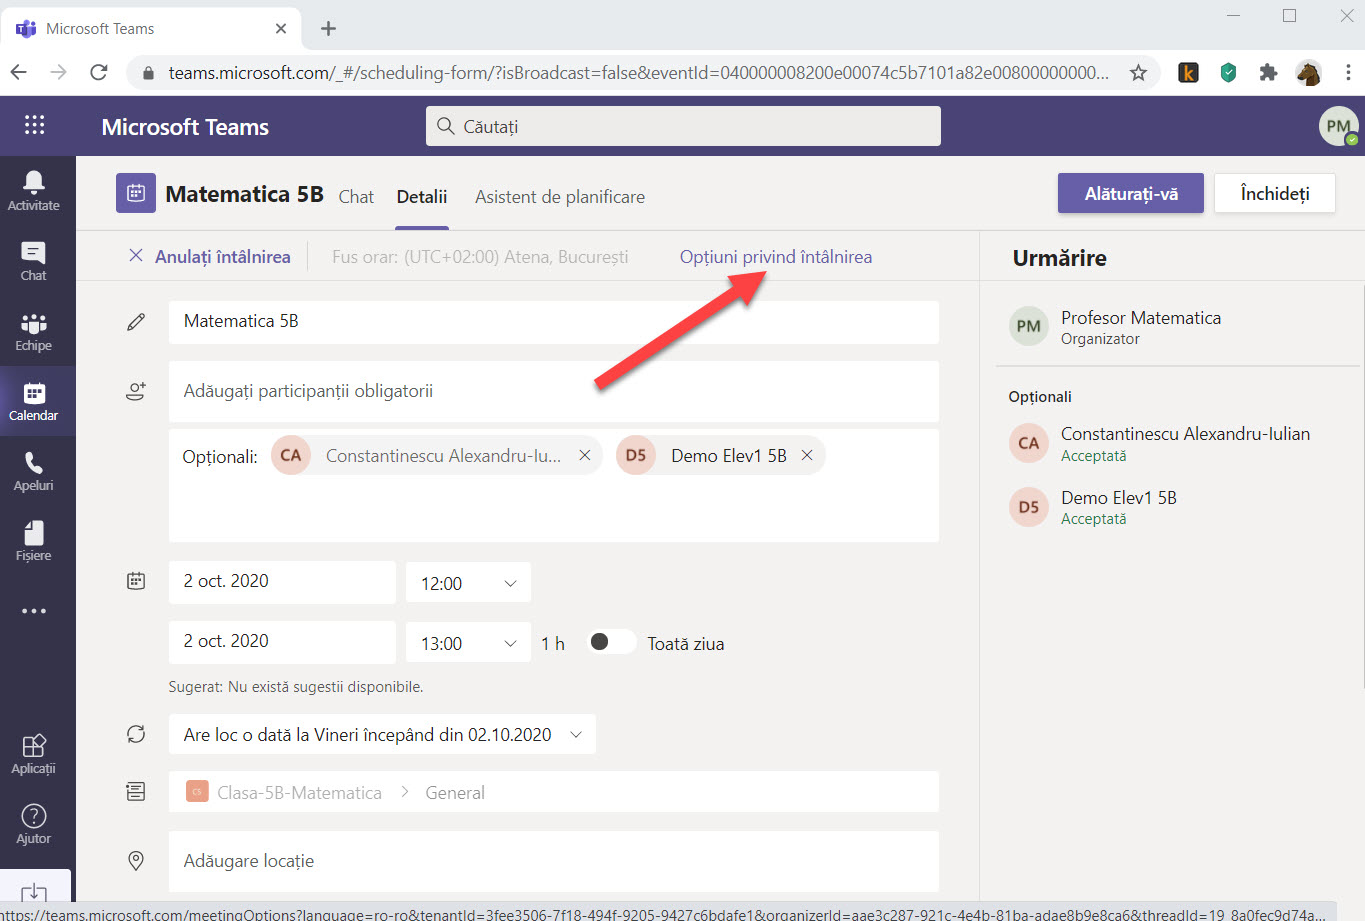 Microsoft Teams
teams.microsoft.com/_#/scheduling-form/?isBroadcast=false&eventId=040000008200e00074c5b7101a82e00800000000...
Microsoft Teams
Căutați
PM
Activitate
Chat
Echipe
Calendar
Apeluri
Fișiere
Aplicații
Ajutor
Matematica 5B
Chat
Detalii
Asistent de planificare
Alăturați-vă
Închideți
Anulați întâlnirea
Fus orar: (UTC+02:00) Atena, București
Opțiuni privind întâlnirea
Matematica 5B
Adăugați participanții obligatorii
Opționali:
CA
Constantinescu Alexandru-Iu...
D5
Demo Elev1 5B
2 oct. 2020
12:00
2 oct. 2020
13:00
1 h
Toată ziua
Sugerat: Nu există sugestii disponibile.
Are loc o dată la Vineri începând din 02.10.2020
Clasa-5B-Matematica
General
Adăugare locație
Urmărire
PM
Profesor Matematica
Organizator
Opționali
CA
Constantinescu Alexandru-Iulian
Acceptată
D5
Demo Elev1 5B
Acceptată
https://teams.microsoft.com/meetingOptions?language=ro-ro&tenantId=3fee3506-7f18-494f-9205-9427c6bdafe1&organizerId=aae3c287-921c-4e4b-81ba-adae8b9e8ca6&threadId=19_8a0fec9d74a...